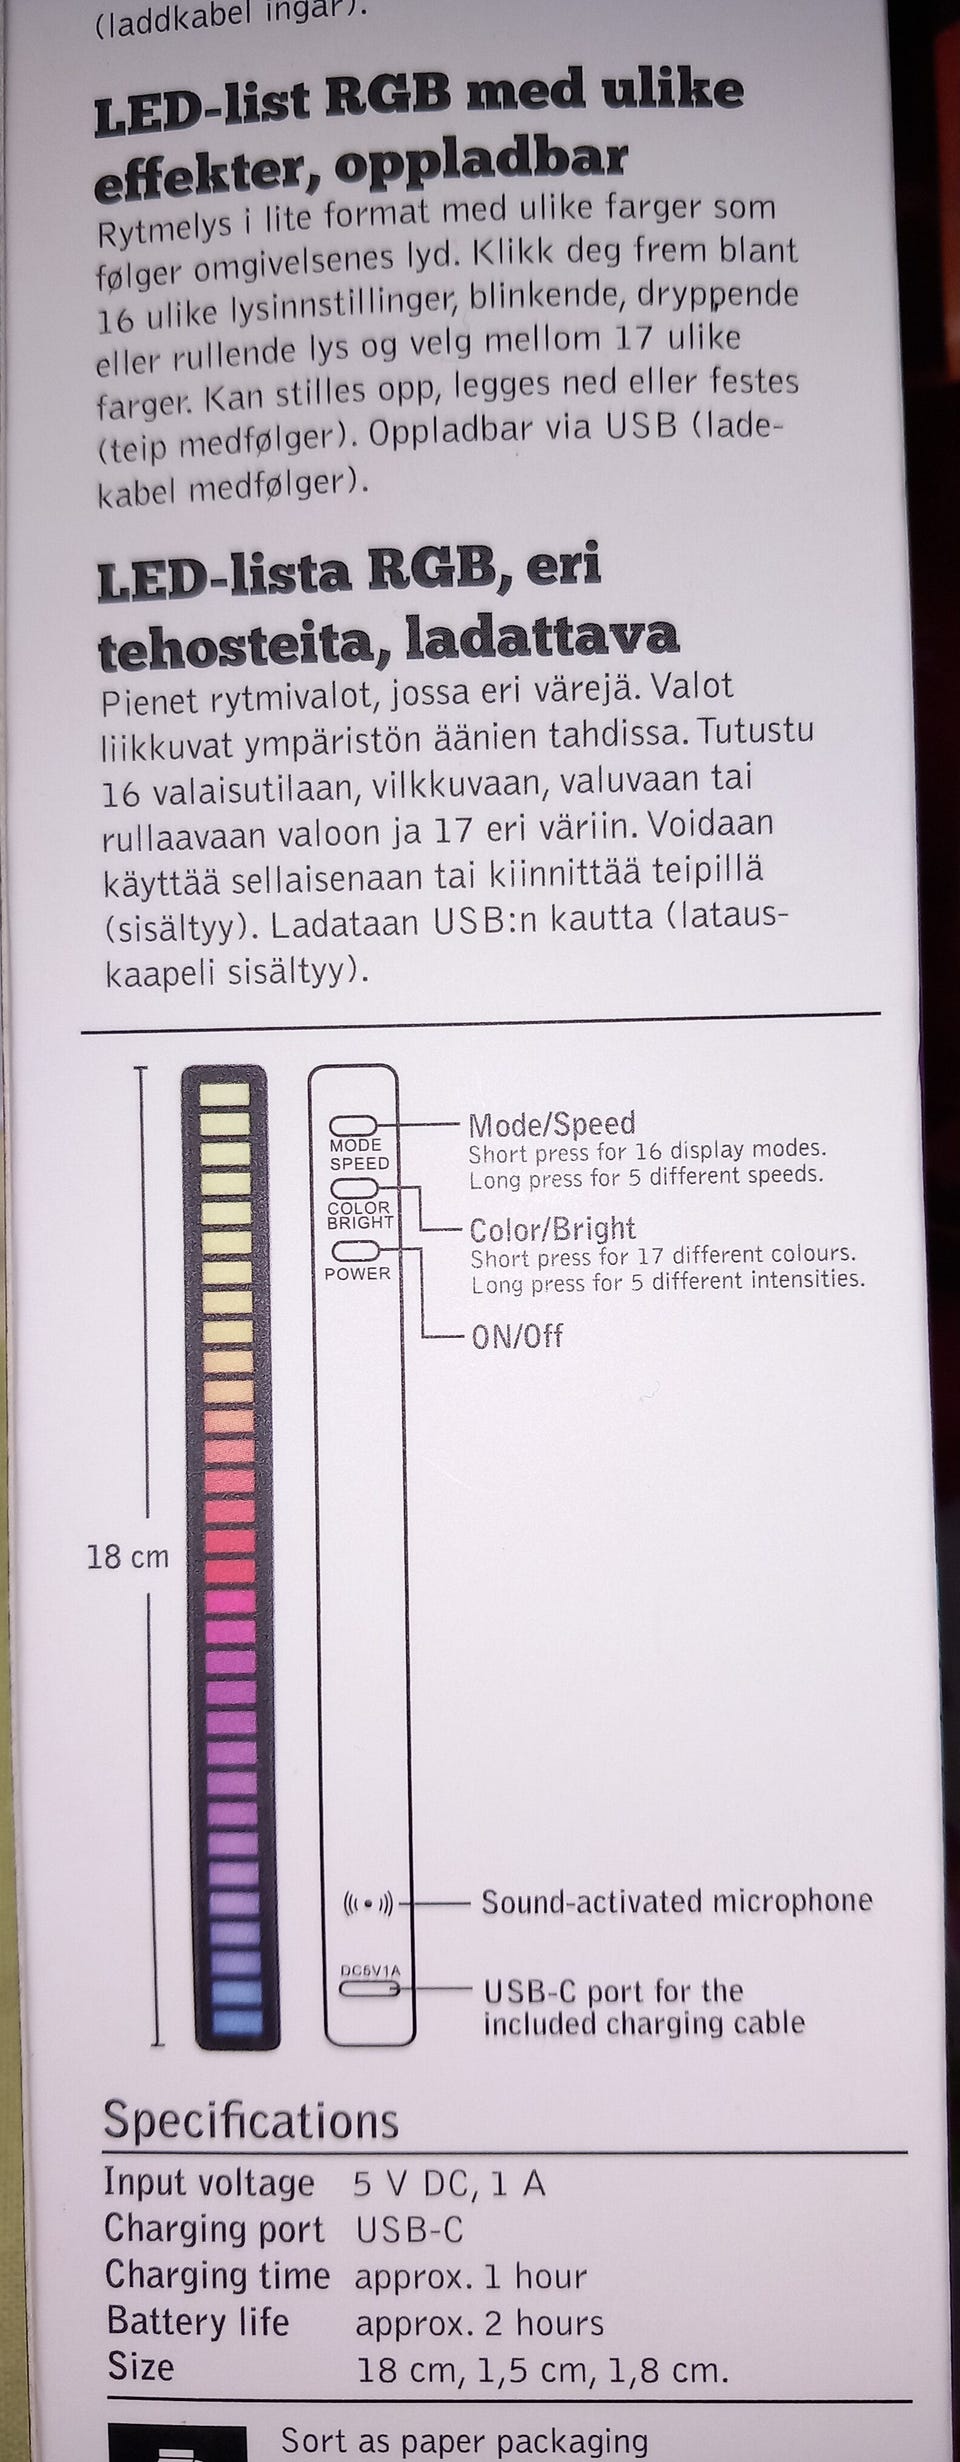 (laddkabel ingår).
LED-list RGB med ulike
effekter, oppladbar
Rytmelys i lite format med ulike farger som
følger omgivelsenes lyd. Klikk deg frem blant
16 ulike lysinnstillinger, blinkende, dryppende
eller rullende lys og velg mellom 17 ulike
farger. Kan stilles opp, legges ned eller festes
(teip medfølger). Oppladbar via USB (lade-
kabel medfølger).
LED-lista RGB, eri
tehosteita, ladattava
Pienet rytmivalot, jossa eri värejä. Valot
liikkuvat ympäristön äänien tahdissa. Tutustu
16 valaisutilaan, vilkkuvaan, valuvaan tai
rullaavaan valoon ja 17 eri väriin. Voidaan
käyttää sellaisenaan tai kiinnittää teipillä
(sisältyy). Ladataan USB:n kautta (lataus-
kaapeli sisältyy).
18 cm
MODE
SPEED
COLOR
BRIGHT
POWER
Mode/Speed
Short press for 16 display modes.
Long press for 5 different speeds.
Color/Bright
Short press for 17 different colours.
Long press for 5 different intensities.
ON/Off
Sound-activated microphone
DC5V1A
USB-C port for the
included charging cable
Specifications
Input voltage 5 V DC, 1 A
Charging port USB-C
Charging time approx. 1 hour
Battery life approx. 2 hours
Size 18 cm, 1,5 cm, 1,8 cm.
Sort as paper packaging